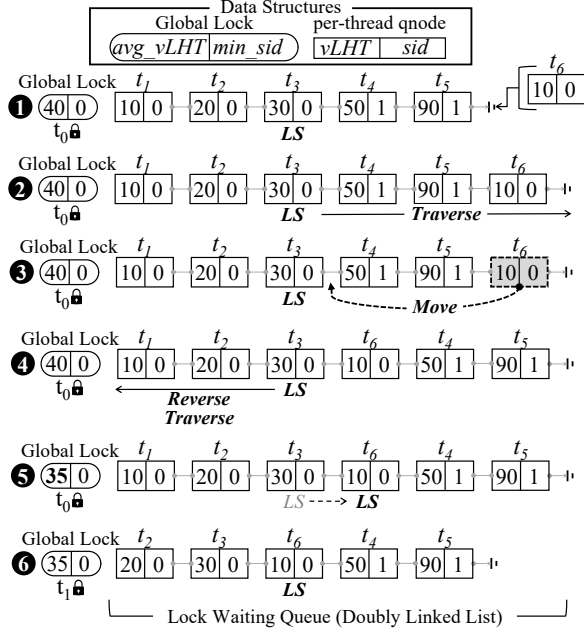 Data Structures
Global Lock per-thread qnode
avg_vLHT min_sid vLHT sid
Global Lock t1 t2 t3 t4 t5 t6
1 40 0 10 0 20 0 30 0 50 1 90 1 10 0
t0 LS
Global Lock t1 t2 t3 t4 t5 t6
2 40 0 10 0 20 0 30 0 50 1 90 1 10 0
t0 LS Traverse
Global Lock t1 t2 t3 t4 t5 t6
3 40 0 10 0 20 0 30 0 50 1 90 1 10 0
t0 LS Move
Global Lock t1 t2 t3 t6 t4 t5
4 40 0 10 0 20 0 30 0 10 0 50 1 90 1
t0 Reverse LS
Traverse
Global Lock t1 t2 t3 t6 t4 t5
5 35 0 10 0 20 0 30 0 10 0 50 1 90 1
t0 LS LS
Global Lock t2 t3 t6 t4 t5
6 35 0 20 0 30 0 10 0 50 1 90 1
t1 LS
Lock Waiting Queue (Doubly Linked List)